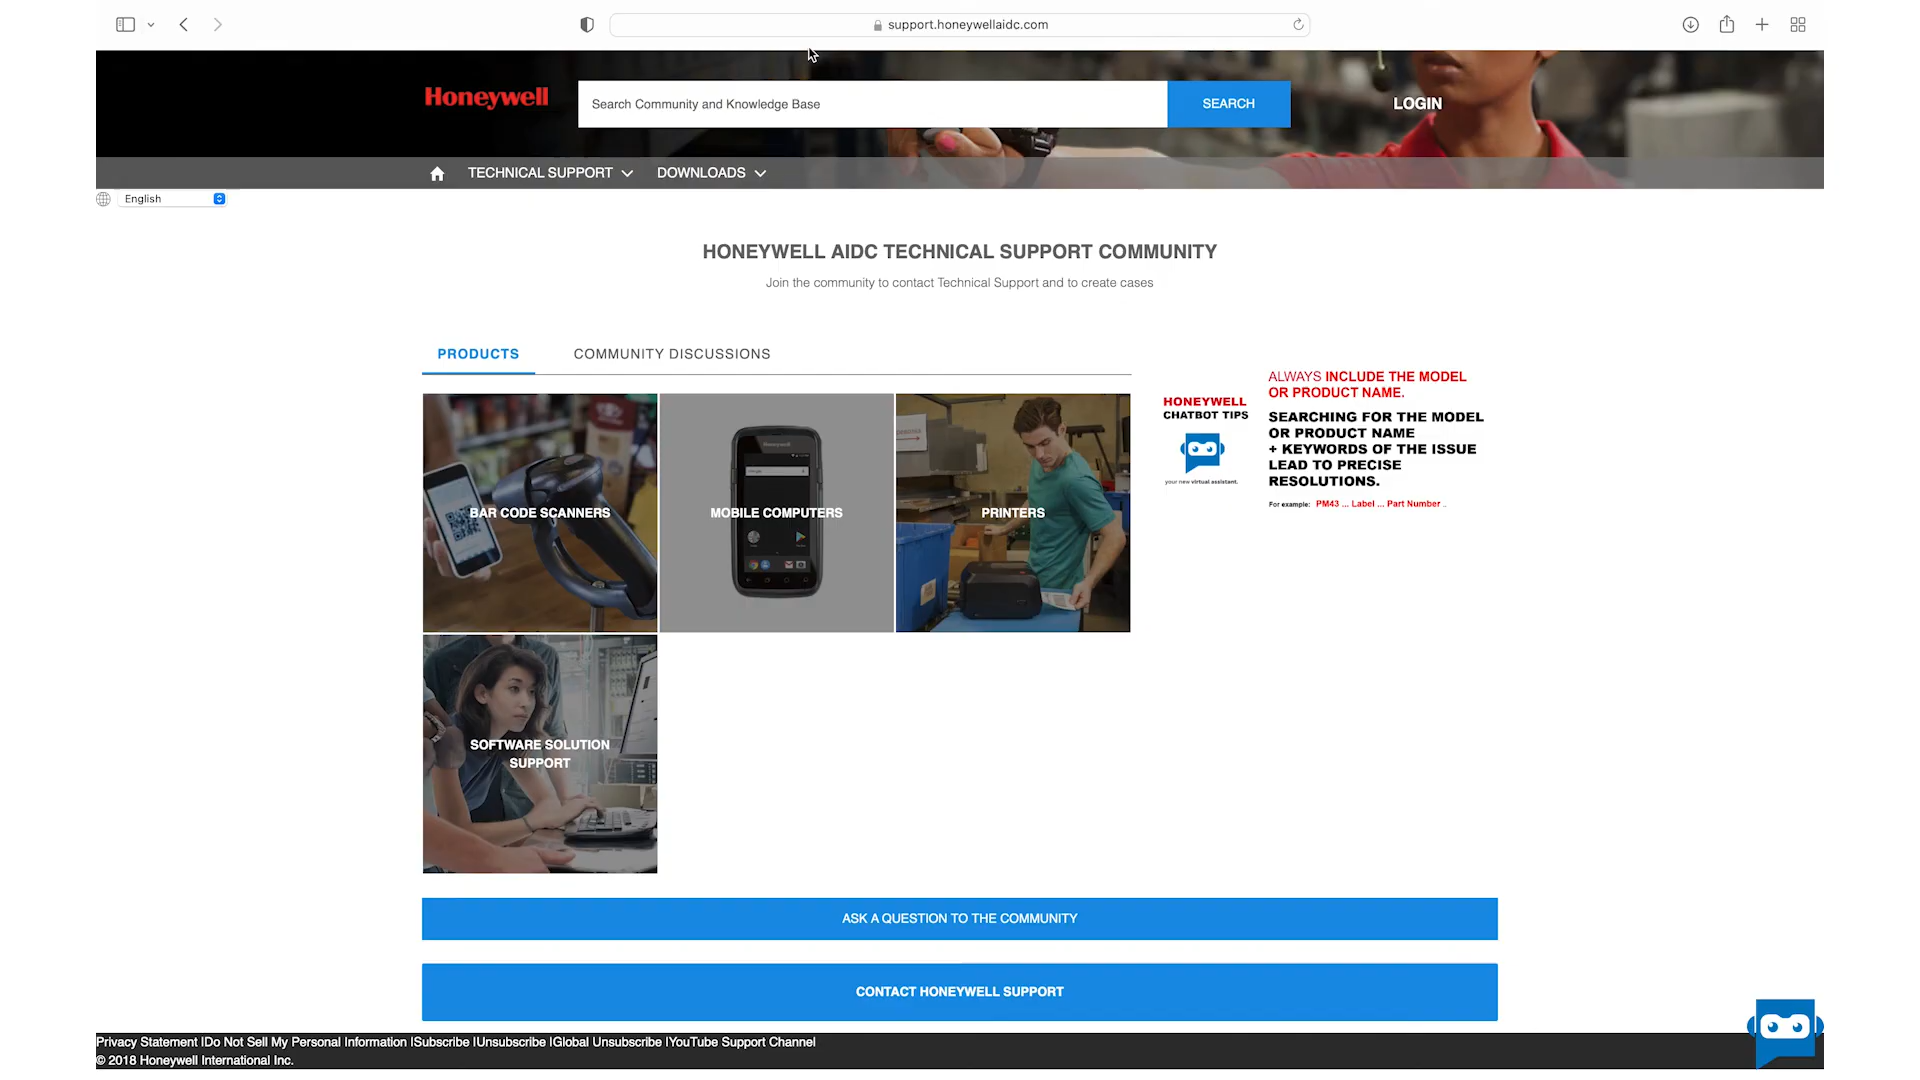 support.honeywellaidc.com
Honeywell
Search Community and Knowledge Base
SEARCH
LOGIN
TECHNICAL SUPPORT
DOWNLOADS
English
HONEYWELL AIDC TECHNICAL SUPPORT COMMUNITY
Join the community to contact Technical Support and to create cases
PRODUCTS
COMMUNITY DISCUSSIONS
BAR CODE SCANNERS
Honeywell
MOBILE COMPUTERS
PRINTERS
HONEYWELL
CHATBOT TIPS
your new virtual assistant.
ALWAYS INCLUDE THE MODEL
OR PRODUCT NAME.
SEARCHING FOR THE MODEL
OR PRODUCT NAME
+ KEYWORDS OF THE ISSUE
LEAD TO PRECISE
RESOLUTIONS.
For example: PM43 ... Label ... Part Number ..
SOFTWARE SOLUTION
SUPPORT
ASK A QUESTION TO THE COMMUNITY
CONTACT HONEYWELL SUPPORT
Privacy Statement |Do Not Sell My Personal Information |Subscribe |Unsubscribe |Global Unsubscribe |YouTube Support Channel
© 2018 Honeywell International Inc.